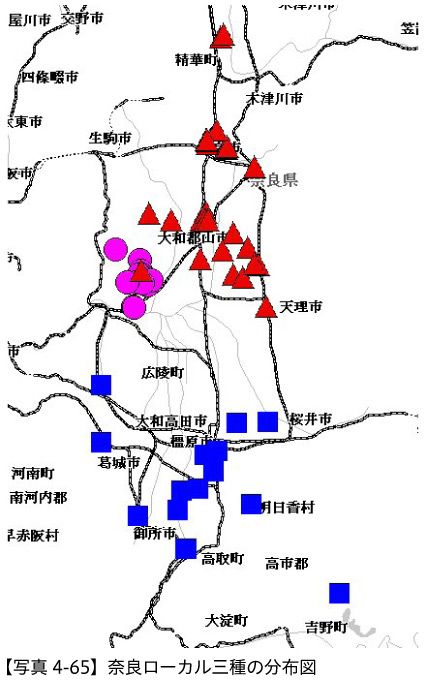 木津川市
屋川市 交野市
精華町
四條畷市
木津川市
大東市
生駒市
阪市
奈良県
大和郡山市
天理市
市
広陵町
大和高田市
桜井市
橿原市
葛城市
河南町
南河内郡
明日香村
早赤阪村
御所市
高取町
高市郡
大淀町
吉野町
【写真 4-65】奈良ローカル三種の分布図